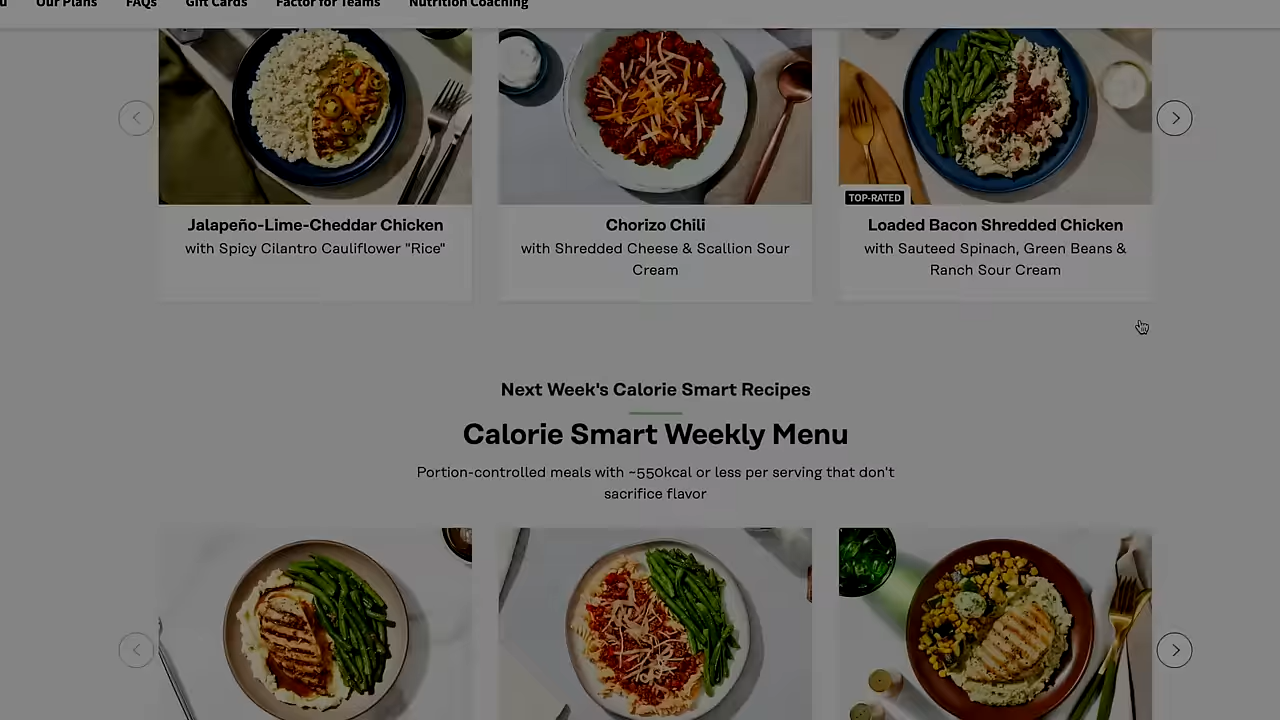 Our Plans
FAQs
Gift Cards
Factor for Teams
Nutrition Coaching
TOP-RATED
Jalapeño-Lime-Cheddar Chicken
with Spicy Cilantro Cauliflower "Rice"
Chorizo Chili
with Shredded Cheese & Scallion Sour
Cream
Loaded Bacon Shredded Chicken
with Sauteed Spinach, Green Beans &
Ranch Sour Cream
Next Week's Calorie Smart Recipes
Calorie Smart Weekly Menu
Portion-controlled meals with ~550kcal or less per serving that don't
sacrifice flavor